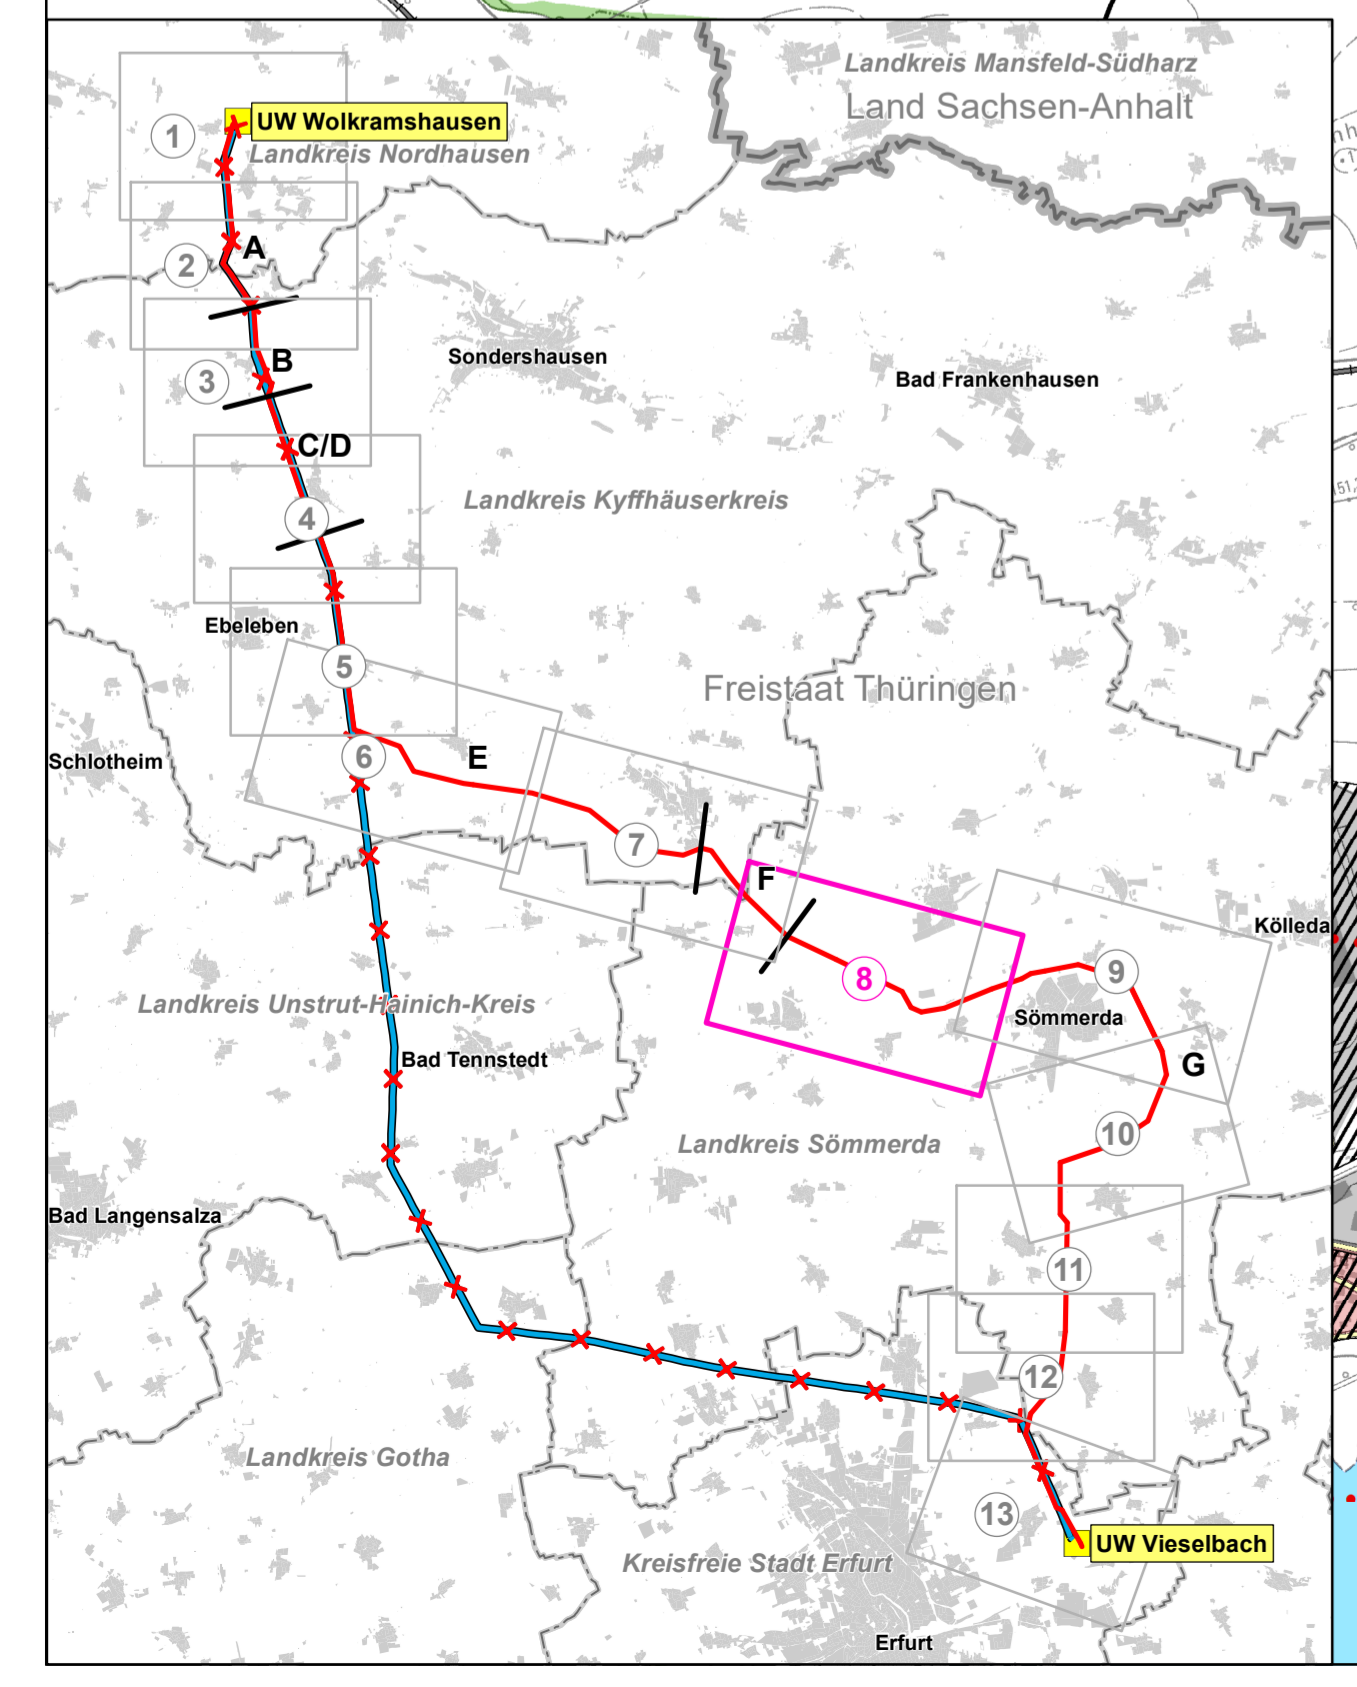 Landkreis Mansfeld-Südharz
Land Sachsen-Anhalt
1
UW Wolkramshausen
Landkreis Nordhausen
A
2
B
3
Sondershausen
Bad Frankenhausen
C/D
4
Landkreis Kyffhäuserkreis
Ebeleben
5
Freistaat Thüringen
Schlotheim
6
E
7
F
8
9
Kölleda
Sömmerda
Landkreis Unstrut-Hainich-Kreis
Bad Tennstedt
G
10
Landkreis Sömmerda
Bad Langensalza
11
12
Landkreis Gotha
13
UW Vieselbach
Kreisfreie Stadt Erfurt
Erfurt